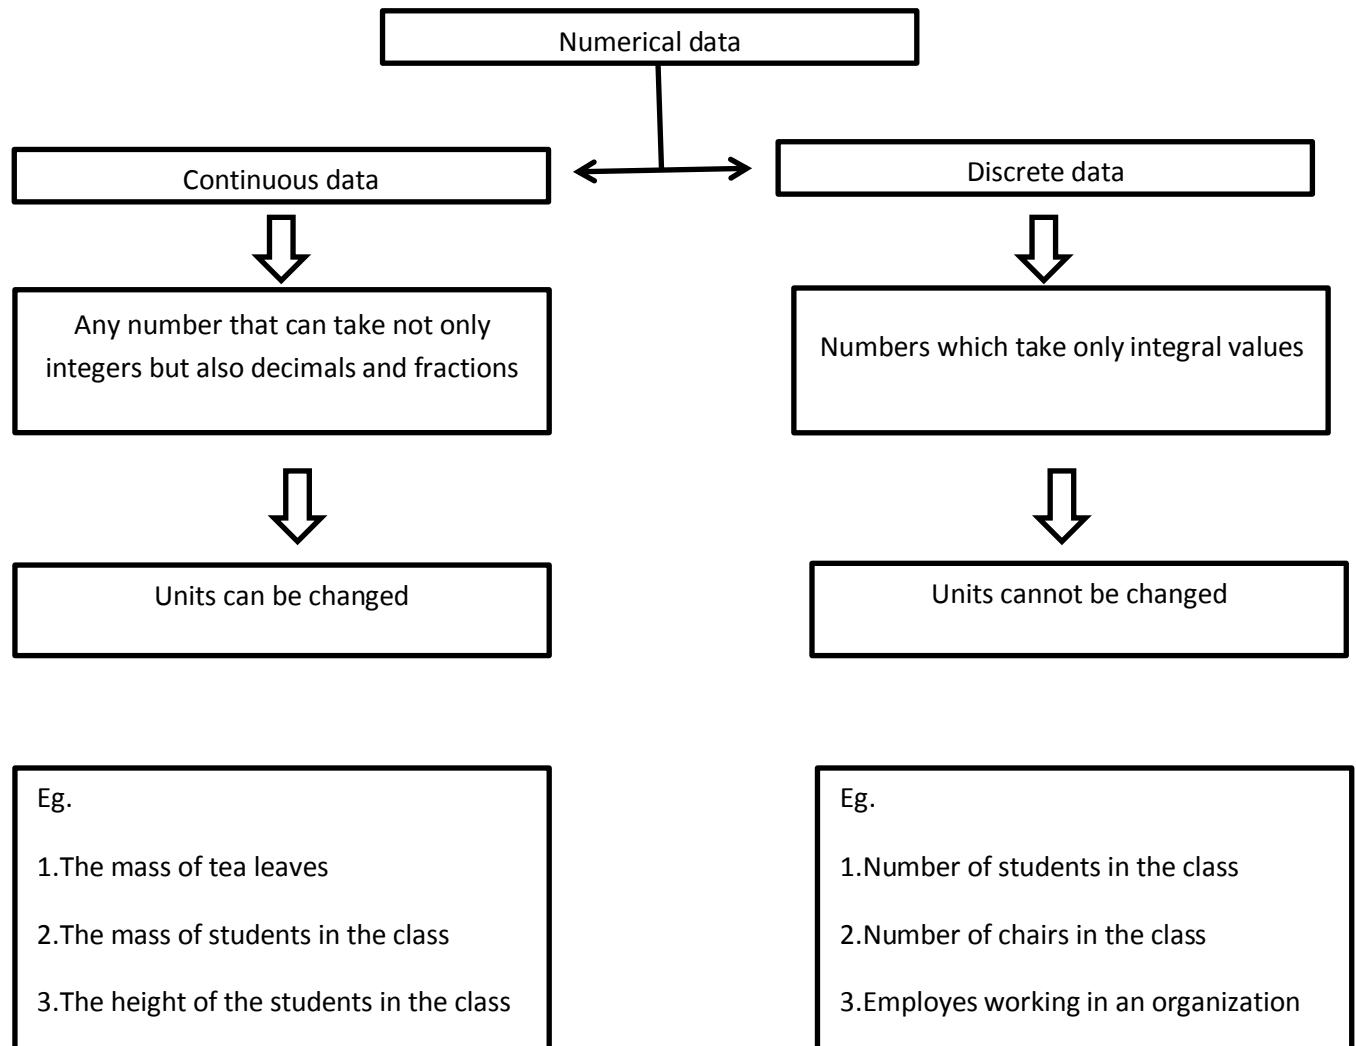 Numerical data
Continuous data
Discrete data
Any number that can take not only
integers but also decimals and fractions
Numbers which take only integral values
Units can be changed
Units cannot be changed
Eg.
1.The mass of tea leaves
2.The mass of students in the class
3.The height of the students in the class
Eg.
1.Number of students in the class
2.Number of chairs in the class
3.Employes working in an organization